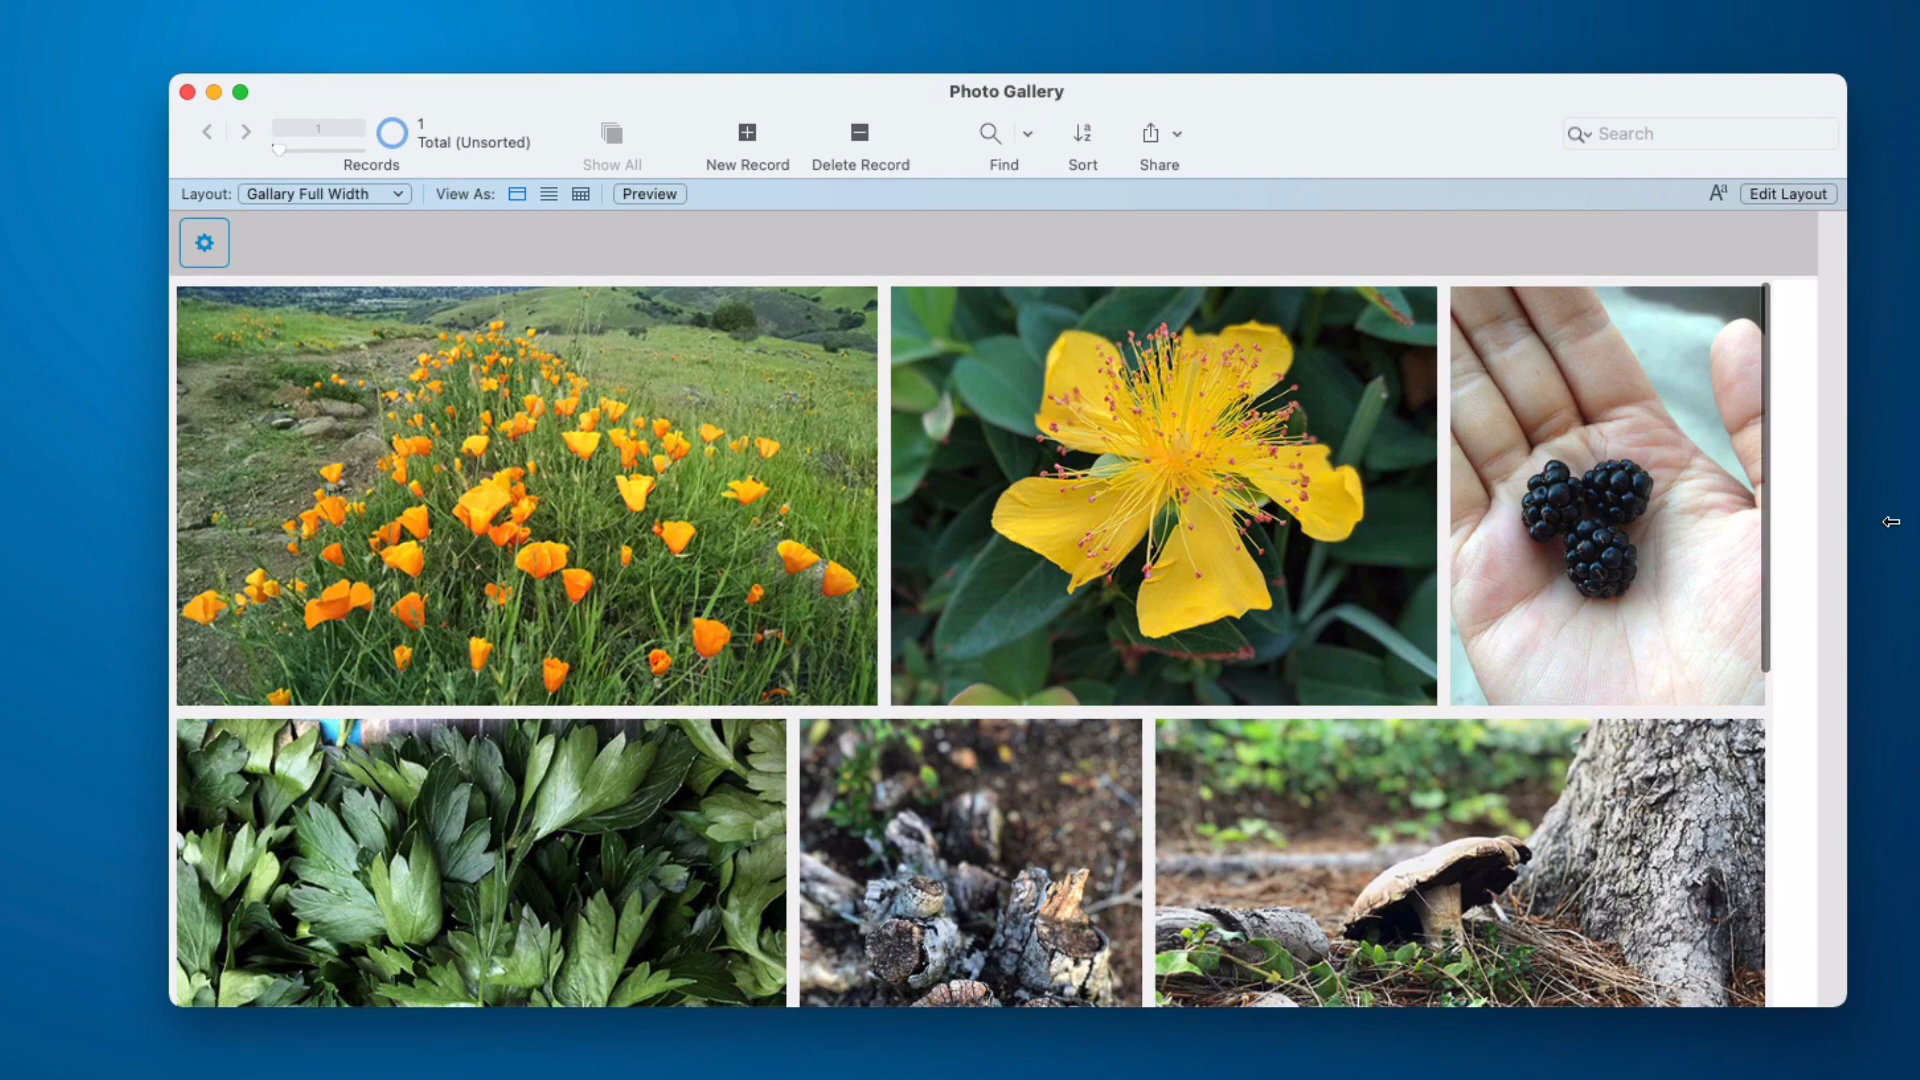 Photo Gallery
1
1
Total (Unsorted)
Records
Show All
New Record
Delete Record
Find
Sort
Share
Search
Layout: Gallary Full Width
View As:
Preview
Aa
Edit Layout